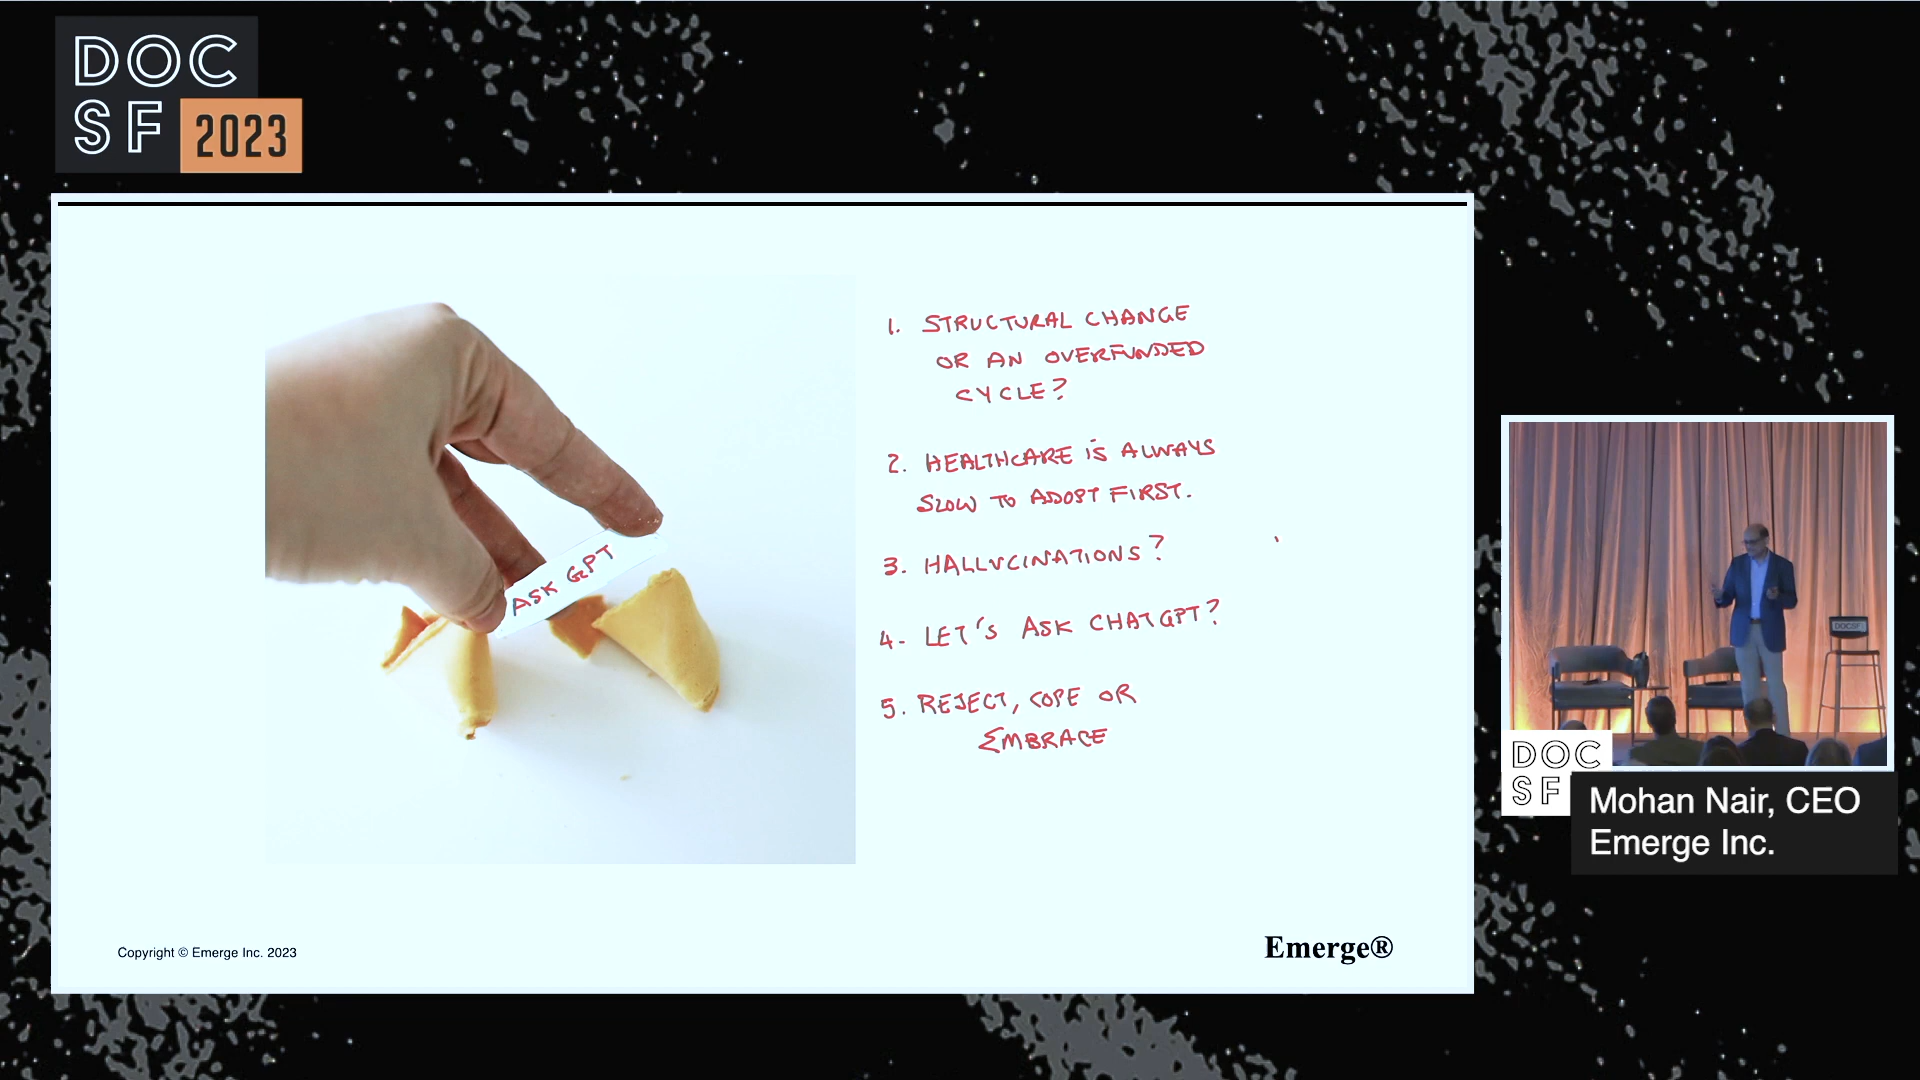 DOC
SF 2023
1. STRUCTURAL CHANGE
OR AN OVERFUNDED
CYCLE?
2. HEALTHCARE IS ALWAYS
SLOW TO ADOPT FIRST.
3. HALLUCINATIONS?
4- LET'S ASK CHATGPT?
5. REJECT, COPE OR
EMBRACE
ASK GPT
Copyright © Emerge Inc. 2023
Emerge®
DOCSF
DOC
SF
Mohan Nair, CEO
Emerge Inc.